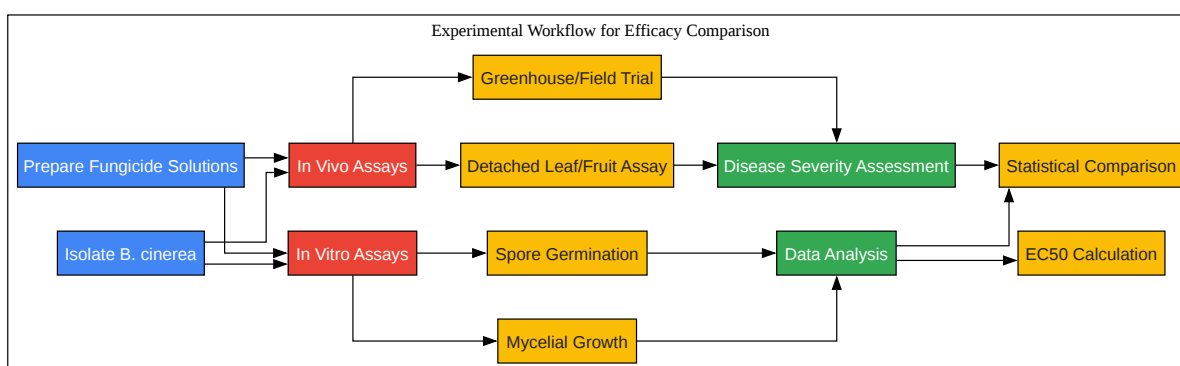 Experimental Workflow for Efficacy Comparison
Greenhouse/Field Trial
Prepare Fungicide Solutions
In Vivo Assays
Detached Leaf/Fruit Assay
Disease Severity Assessment
Statistical Comparison
Isolate B. cinerea
In Vitro Assays
Spore Germination
Data Analysis
EC50 Calculation
Mycelial Growth